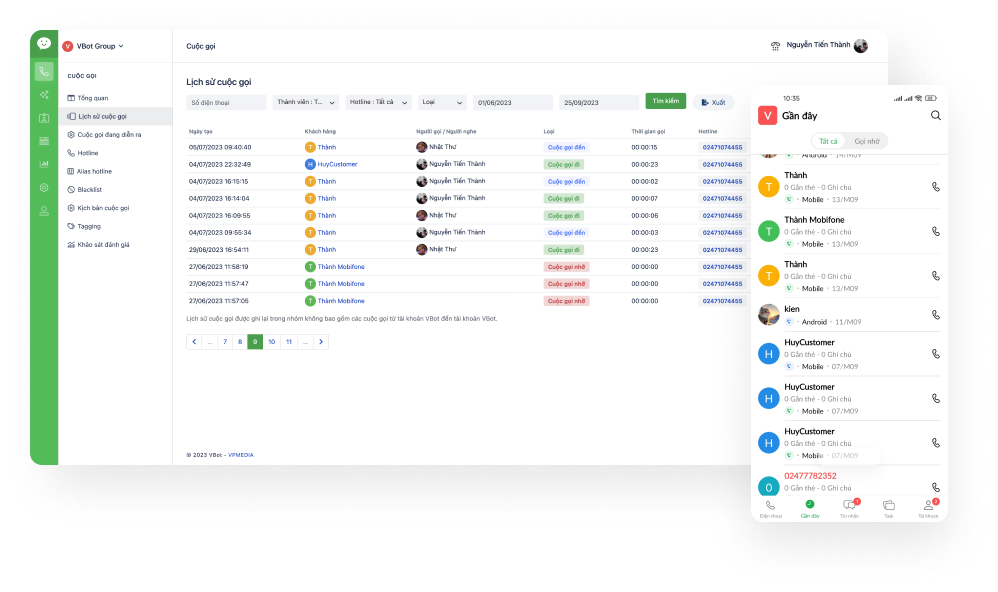 V VBot Group
Cuộc gọi
Nguyễn Tiến Thành
CUỘC GỌI
Tổng quan
Lịch sử cuộc gọi
Cuộc gọi đang diễn ra
Hotline
Alias hotline
Blacklist
Kịch bản cuộc gọi
Tagging
Khảo sát đánh giá
Lịch sử cuộc gọi
Số điện thoại Thành viên : T... Hotline : Tất cả Loại 01/06/2023 25/09/2023 Tìm kiếm Xuất
Ngày tạo Khách hàng Người gọi / Người nghe Loại Thời gian gọi Hotline
05/07/2023 09:40:40 T Thành Nhật Thư Cuộc gọi đến 00:00:15 02471074455
04/07/2023 22:32:49 H HuyCustomer Nguyễn Tiến Thành Cuộc gọi đi 00:00:23 02471074455
04/07/2023 16:15:15 T Thành Nguyễn Tiến Thành Cuộc gọi đến 00:00:02 02471074455
04/07/2023 16:14:04 T Thành Nguyễn Tiến Thành Cuộc gọi đi 00:00:07 02471074455
04/07/2023 16:09:55 T Thành Nhật Thư Cuộc gọi đi 00:00:06 02471074455
04/07/2023 09:55:34 T Thành Nguyễn Tiến Thành Cuộc gọi đến 00:00:03 02471074455
29/06/2023 16:54:11 T Thành Nhật Thư Cuộc gọi đi 00:00:23 02471074455
27/06/2023 11:58:19 T Thành Mobifone Cuộc gọi nhỡ 00:00:00 02471074455
27/06/2023 11:57:47 T Thành Mobifone Cuộc gọi nhỡ 00:00:00 02471074455
27/06/2023 11:57:05 T Thành Mobifone Cuộc gọi nhỡ 00:00:00 02471074455
Lịch sử cuộc gọi được ghi lại trong nhóm không bao gồm các cuộc gọi từ tài khoản VBot đến tài khoản VBot.
... 7 8 9 10 11 ...
© 2023 VBot - VPMEDIA
10:35
V Gần đây
Tất cả Gọi nhỡ
Android - 14/M09
T Thành
0 Gắn thẻ - 0 Ghi chú
Mobile - 13/M09
T Thành Mobifone
0 Gắn thẻ - 0 Ghi chú
Mobile - 13/M09
T Thành
0 Gắn thẻ - 0 Ghi chú
Mobile - 13/M09
kien
Android - 11/M09
H HuyCustomer
0 Gắn thẻ - 0 Ghi chú
Mobile - 07/M09
H HuyCustomer
0 Gắn thẻ - 0 Ghi chú
Mobile - 07/M09
H HuyCustomer
0 Gắn thẻ - 0 Ghi chú
Mobile - 07/M09
0 02477782352
0 Gắn thẻ - 0 Ghi chú
Điện thoại Gần đây Tin nhắn Task Tài khoản